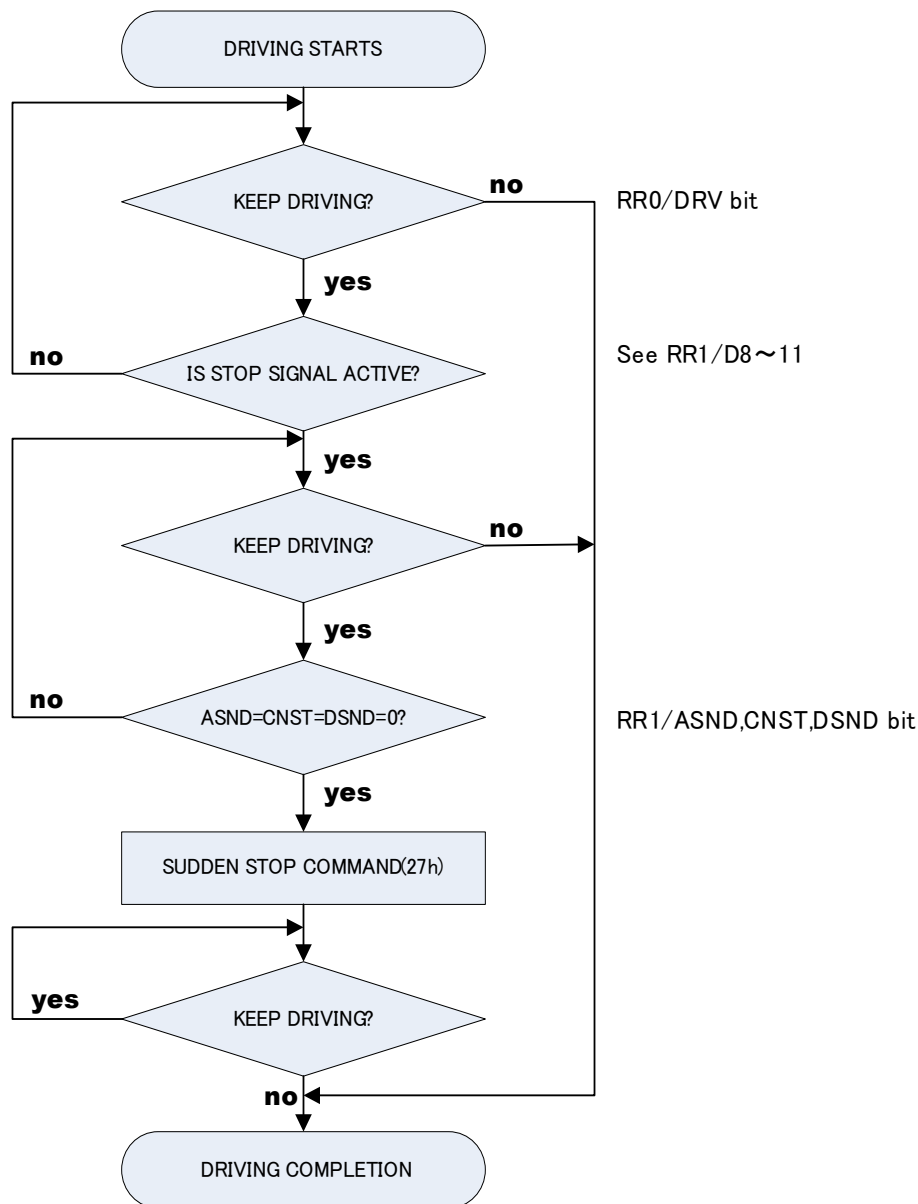 DRIVING STARTS
KEEP DRIVING?
no
RR0/DRV bit
yes
no
IS STOP SIGNAL ACTIVE?
See RR1/D8～11
yes
KEEP DRIVING?
no
yes
no
ASND=CNST=DSND=0?
RR1/ASND,CNST,DSND bit
yes
SUDDEN STOP COMMAND(27h)
yes
KEEP DRIVING?
no
DRIVING COMPLETION